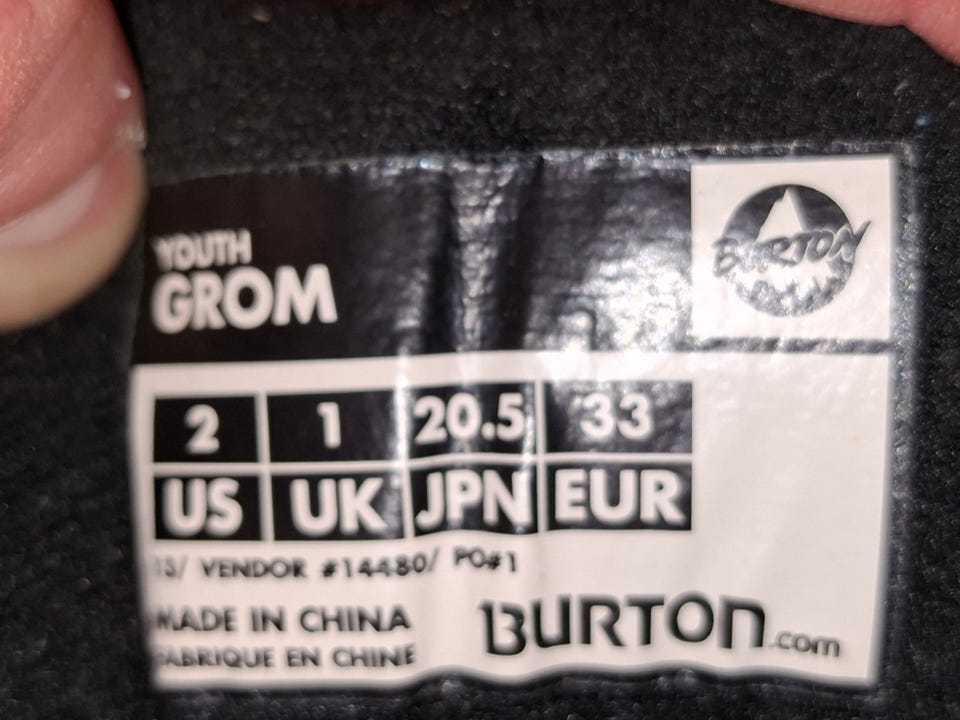 YOUTH
GROM
BURTON
2 1 20.5 33
US UK JPN EUR
13/ VENDOR #14480/ PO#1
MADE IN CHINA
FABRIQUE EN CHINE
BURTON.com